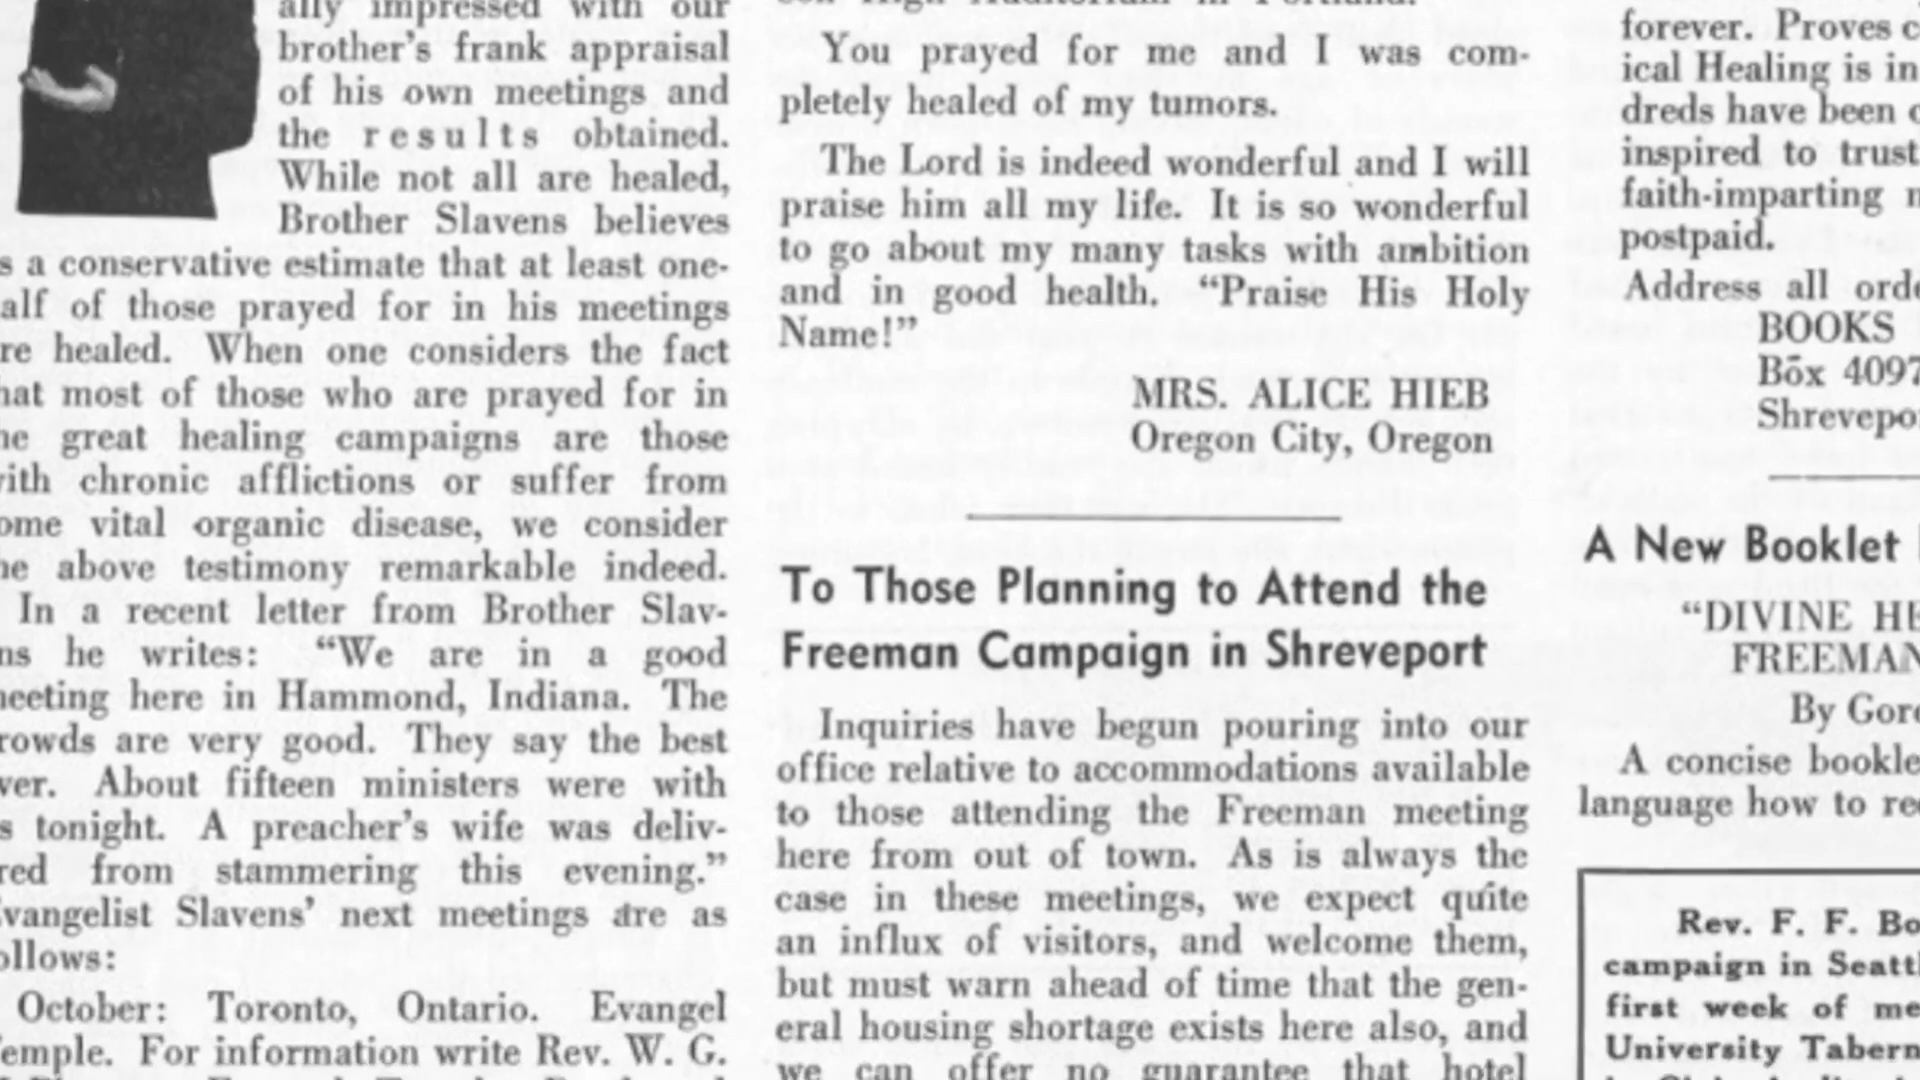 ally impressed with our
brother's frank appraisal
of his own meetings and
the results obtained.
While not all are healed,
Brother Slavens believes
s a conservative estimate that at least one-
alf of those prayed for in his meetings
re healed. When one considers the fact
hat most of those who are prayed for in
he great healing campaigns are those
ith chronic afflictions or suffer from
ome vital organic disease, we consider
he above testimony remarkable indeed.
In a recent letter from Brother Slav-
ns he writes: “We are in a good
eeting here in Hammond, Indiana. The
rowds are very good. They say the best
ver. About fifteen ministers were with
s tonight. A preacher's wife was deliv-
red from stammering this evening.”
vangelist Slavens' next meetings are as
ollows:
October: Toronto, Ontario. Evangel
emple. For information write Rev. W. G.
You prayed for me and I was com-
pletely healed of my tumors.
The Lord is indeed wonderful and I will
praise him all my life. It is so wonderful
to go about my many tasks with ambition
and in good health. “Praise His Holy
Name!”
MRS. ALICE HIEB
Oregon City, Oregon
To Those Planning to Attend the
Freeman Campaign in Shreveport
Inquiries have begun pouring into our
office relative to accommodations available
to those attending the Freeman meeting
here from out of town. As is always the
case in these meetings, we expect quite
an influx of visitors, and welcome them,
but must warn ahead of time that the gen-
eral housing shortage exists here also, and
we can offer no guarantee that hotel
forever. Proves c
ical Healing is in
dreds have been
inspired to trust
faith-imparting
postpaid.
Address all orde
BOOKS
Box 4097
Shrevepo
A New Booklet
“DIVINE HE
FREEMAN
By Gor
A concise bookle
language how to re
Rev. F. F. Bo
campaign in Seatt
first week of me
University Tabern